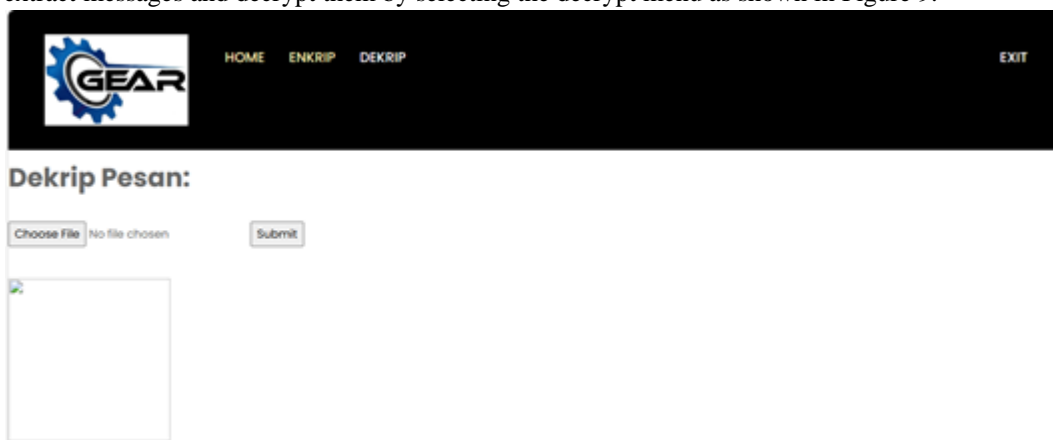 extract messages and decrypt them by selecting the decrypt menu as shown in Figure 9.
GEAR
HOME ENKRIP DEKRIP EXIT
Dekrip Pesan:
Choose File No file chosen Submit